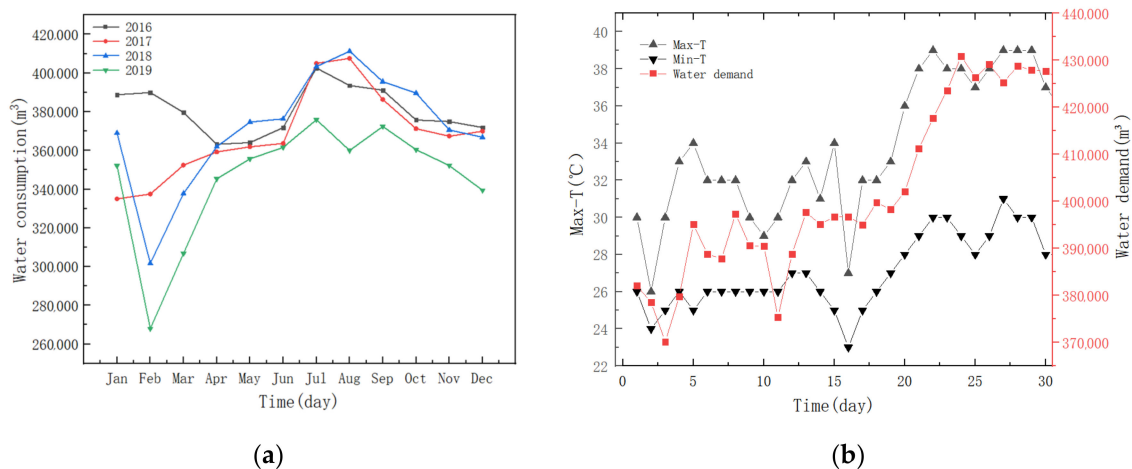 2016
2017
2018
2019
420.000
400.000
380.000
360.000
340.000
320.000
300.000
280.000
260.000
Water consumption(m³)
Jan Feb Mar Apr May Jun Jul Aug Sep Oct Nov Dec
Time(day)
(a)
Max-T
Min-T
Water demand
40
38
36
34
32
30
28
26
24
22
Max-T(℃)
0 5 10 15 20 25 30
Time(day)
440.000
430.000
420.000
410.000
400.000
390.000
380.000
370.000
Water demand(m³)
(b)